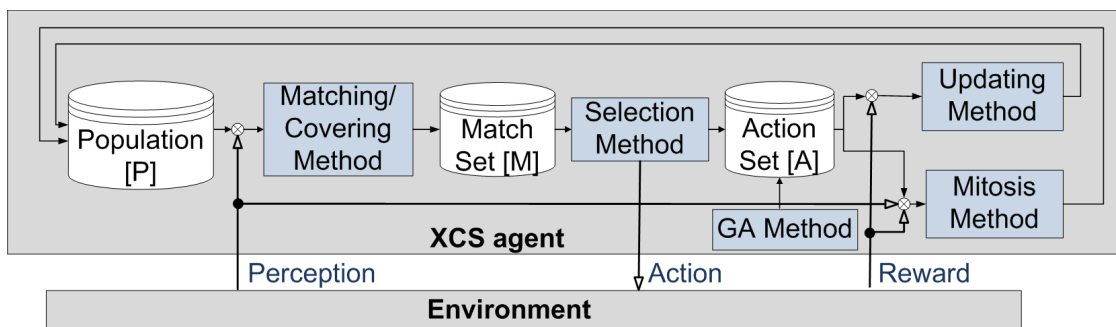 Population
[P]
Matching/
Covering
Method
Match
Set [M]
Selection
Method
Action
Set [A]
Updating
Method
Mitosis
Method
GA Method
XCS agent
Perception
Action
Reward
Environment